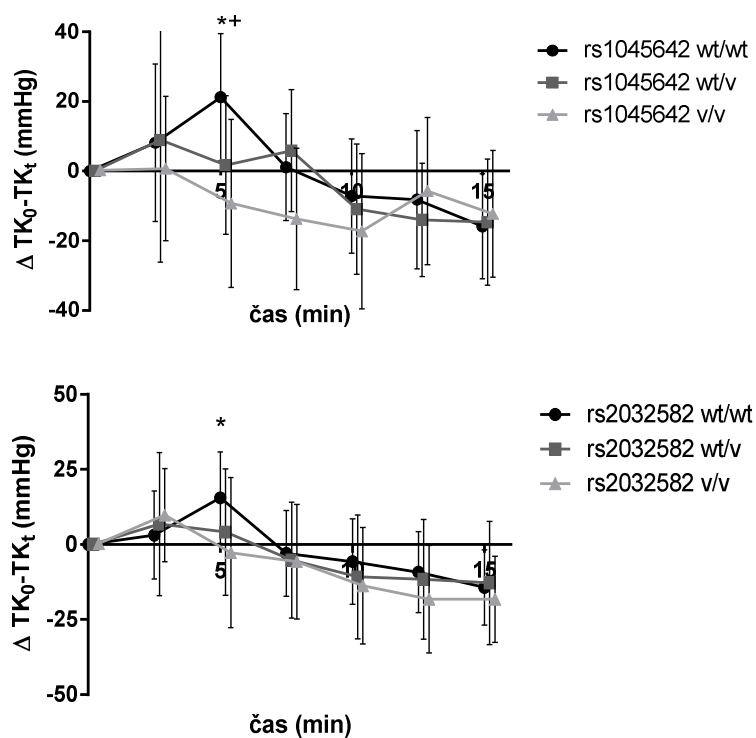 *+
40
20
0
-20
-40
Δ TK₀-TKₜ (mmHg)
5
10
15
čas (min)
rs1045642 wt/wt
rs1045642 wt/v
rs1045642 v/v
*
50
25
0
-25
-50
Δ TK₀-TKₜ (mmHg)
5
10
15
čas (min)
rs2032582 wt/wt
rs2032582 wt/v
rs2032582 v/v